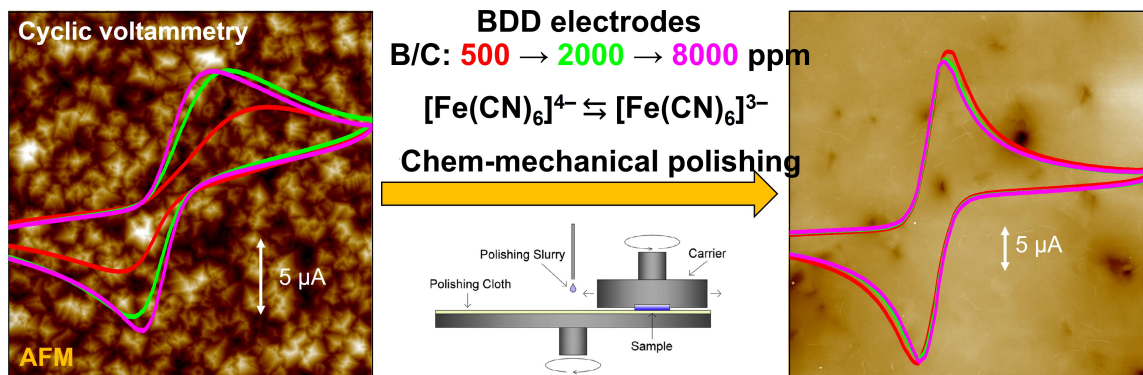 Cyclic voltammetry
5 µA
AFM
BDD electrodes
B/C: 500 → 2000 → 8000 ppm
[Fe(CN)₆]⁴⁻ ⇆ [Fe(CN)₆]³⁻
Chem-mechanical polishing
Polishing Slurry
Carrier
Polishing Cloth
Sample
5 µA